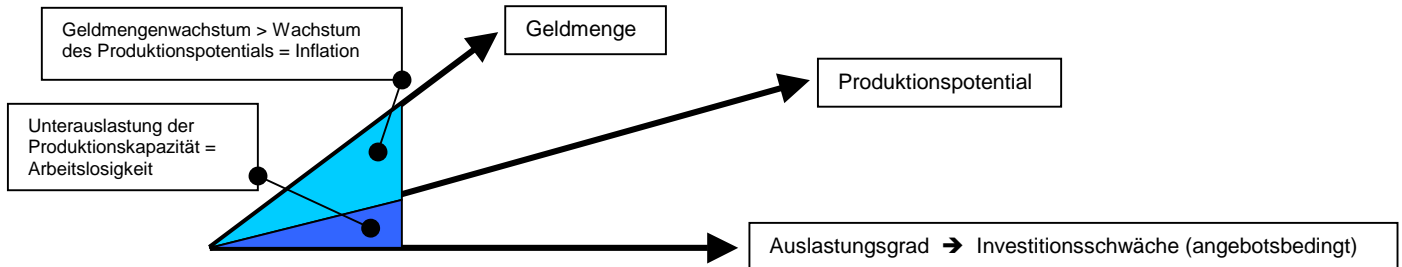 Geldmengenwachstum > Wachstum
des Produktionspotentials = Inflation
Geldmenge
Produktionspotential
Unterauslastung der
Produktionskapazität =
Arbeitslosigkeit
Auslastungsgrad ➔ Investitionsschwäche (angebotsbedingt)